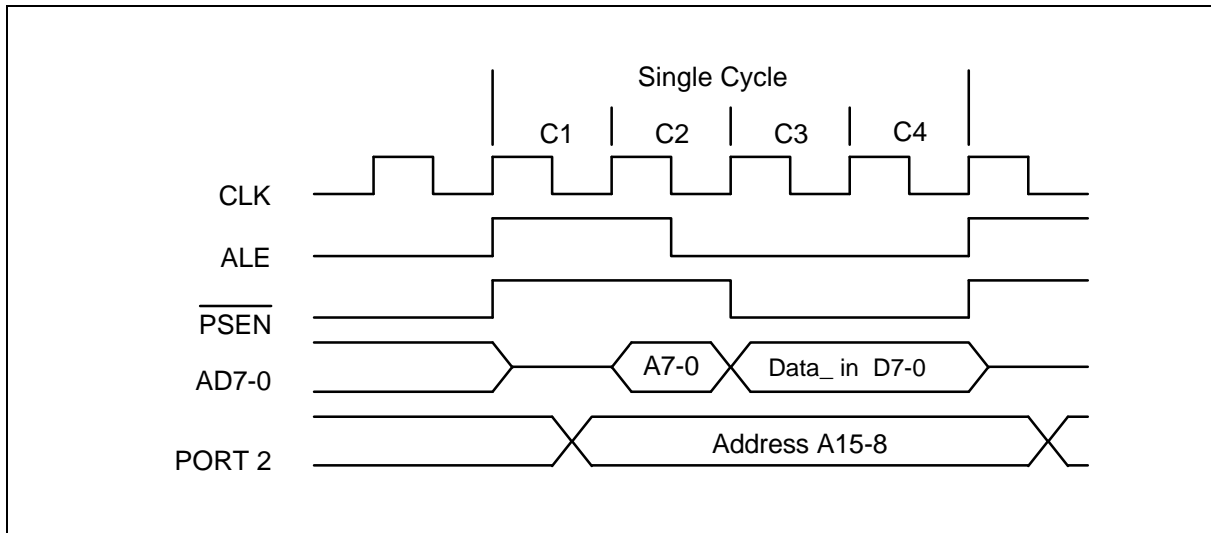 Single Cycle
C1 C2 C3 C4
CLK
ALE
PSEN
AD7-0 A7-0 Data_ in D7-0
PORT 2 Address A15-8